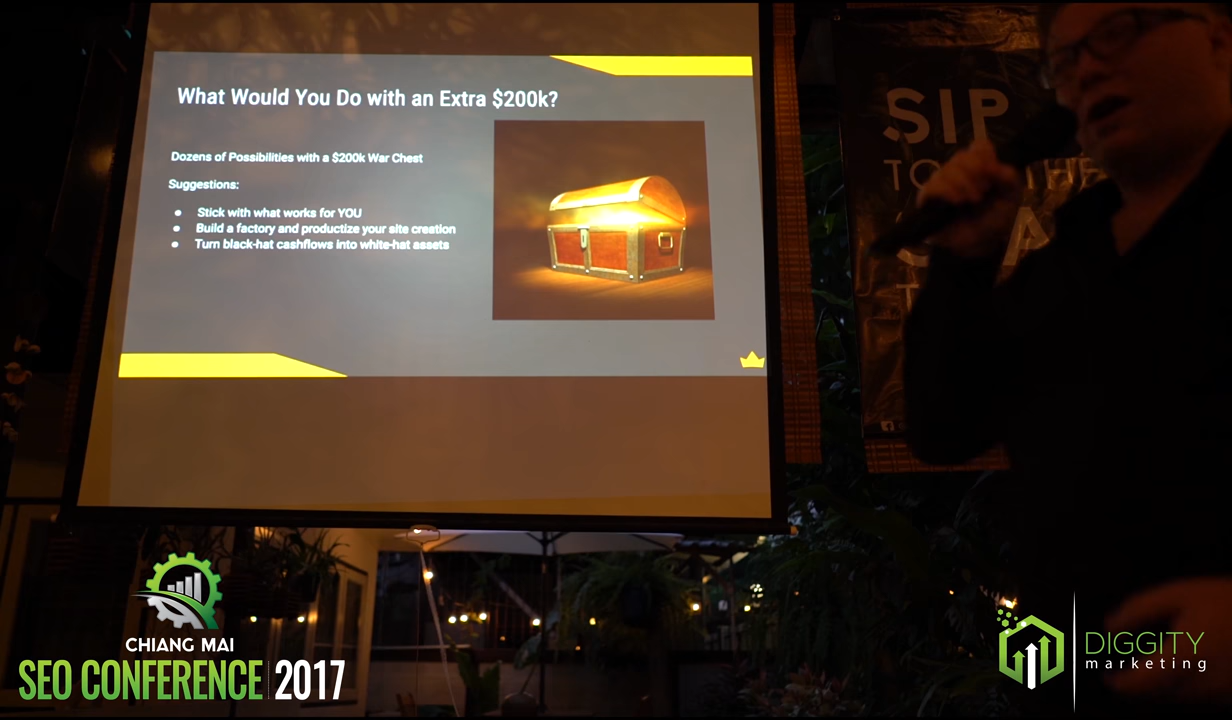 What Would You Do with an Extra $200k?
Dozens of Possibilities with a $200k War Chest
Suggestions:
● Stick with what works for YOU
● Build a factory and productize your site creation
● Turn black-hat cashflows into white-hat assets
SIP
TO
THE
A
T
CHIANG MAI
SEO CONFERENCE | 2017
DIGGITY
marketing